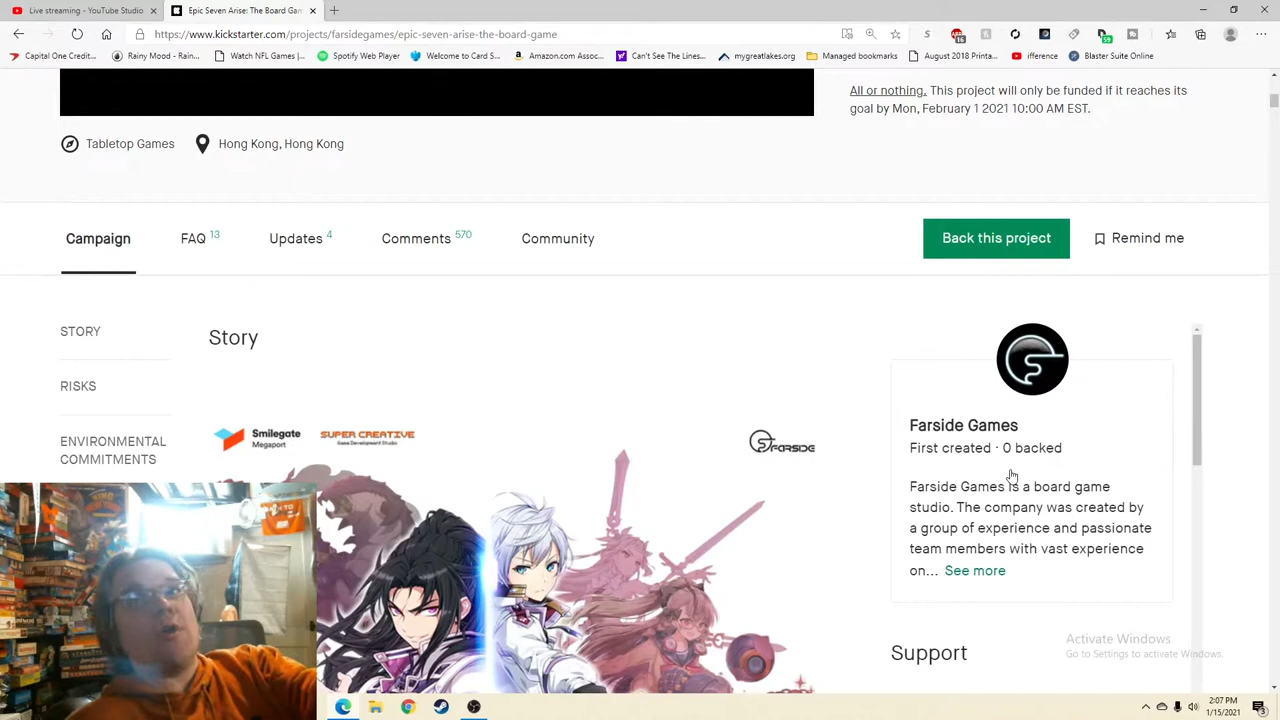 Live streaming - YouTube Studio
Epic Seven Arise: The Board Gam
https://www.kickstarter.com/projects/farsidegames/epic-seven-arise-the-board-game
Capital One Credit...
Rainy Mood - Rain...
Watch NFL Games |...
Spotify Web Player
Welcome to Card S...
Amazon.com Assoc...
Can't See The Lines...
mygreatlakes.org
Managed bookmarks
August 2018 Printa...
ifference
Blaster Suite Online
All or nothing. This project will only be funded if it reaches its
goal by Mon, February 1 2021 10:00 AM EST.
Tabletop Games
Hong Kong, Hong Kong
Campaign
FAQ 13
Updates 4
Comments 570
Community
Back this project
Remind me
STORY
RISKS
ENVIRONMENTAL
COMMITMENTS
Story
Smilegate
Megaport
SUPER CREATIVE
Game Development Studio
FARSIDE
Farside Games
First created · 0 backed
Farside Games is a board game
studio. The company was created by
a group of experience and passionate
team members with vast experience
on... See more
Support
Activate Windows
Go to Settings to activate Windows.
2:07 PM
1/15/2021